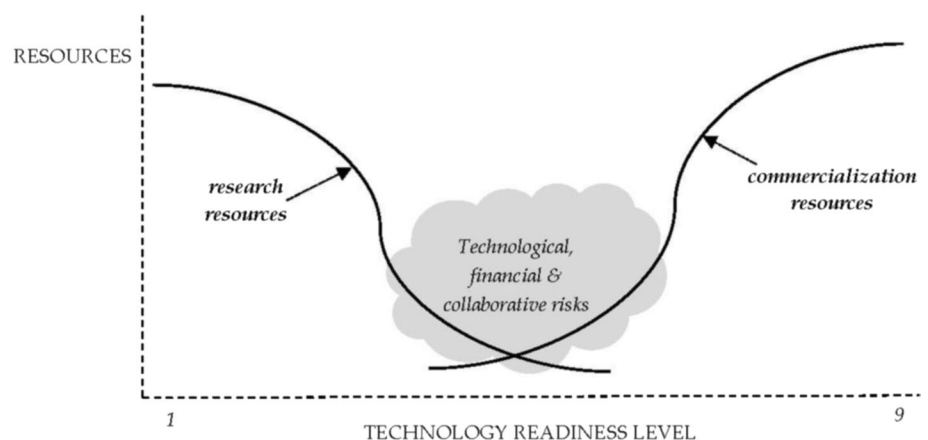 RESOURCES
research
resources
Technological,
financial &
collaborative risks
commercialization
resources
1
9
TECHNOLOGY READINESS LEVEL